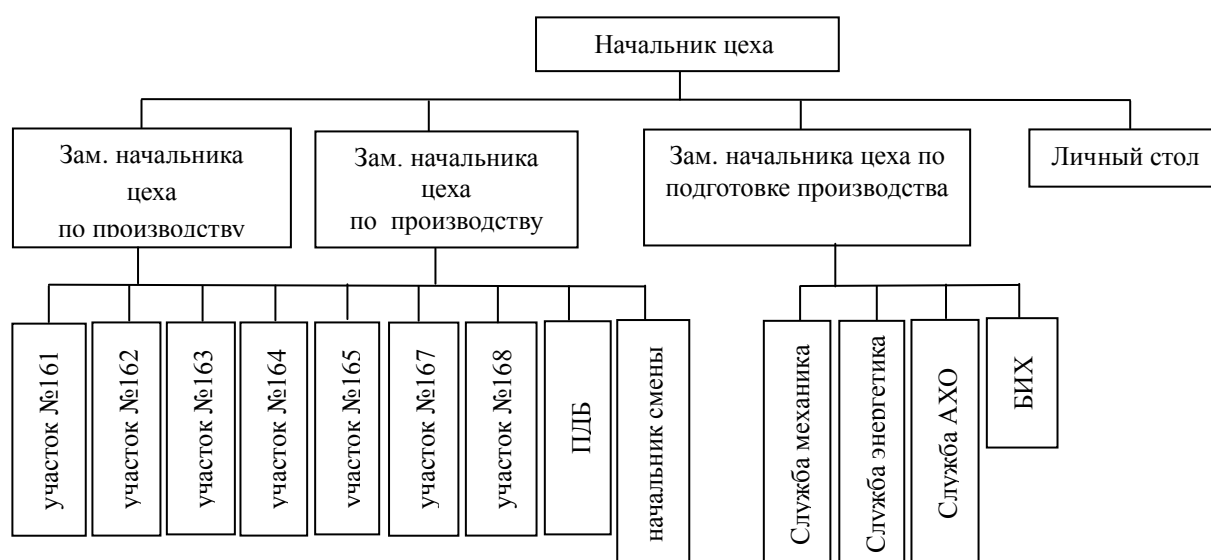 Начальник цеха
Зам. начальника
цеха
по производству
Зам. начальника
цеха
по производству
Зам. начальника цеха по
подготовке производства
Личный стол
участок №161
участок №162
участок №163
участок №164
участок №165
участок №167
участок №168
ПДБ
начальник смены
Служба механика
Служба энергетика
Служба АХО
БИХ